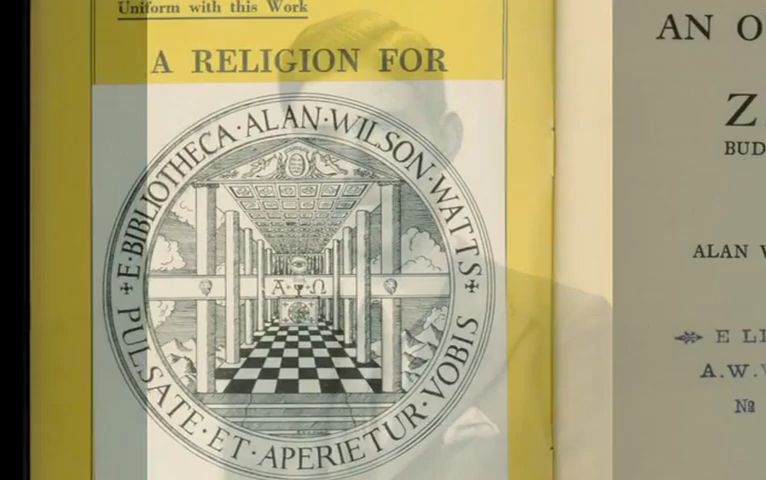 Uniform with this Work
A RELIGION FOR
E·BIBLIOTHECA·ALAN·WILSON·WATTS
A Ω
PULSATE·ET·APERIETUR·VOBIS
AN O
Z
BUD
ALAN
E LI
A.W.
№